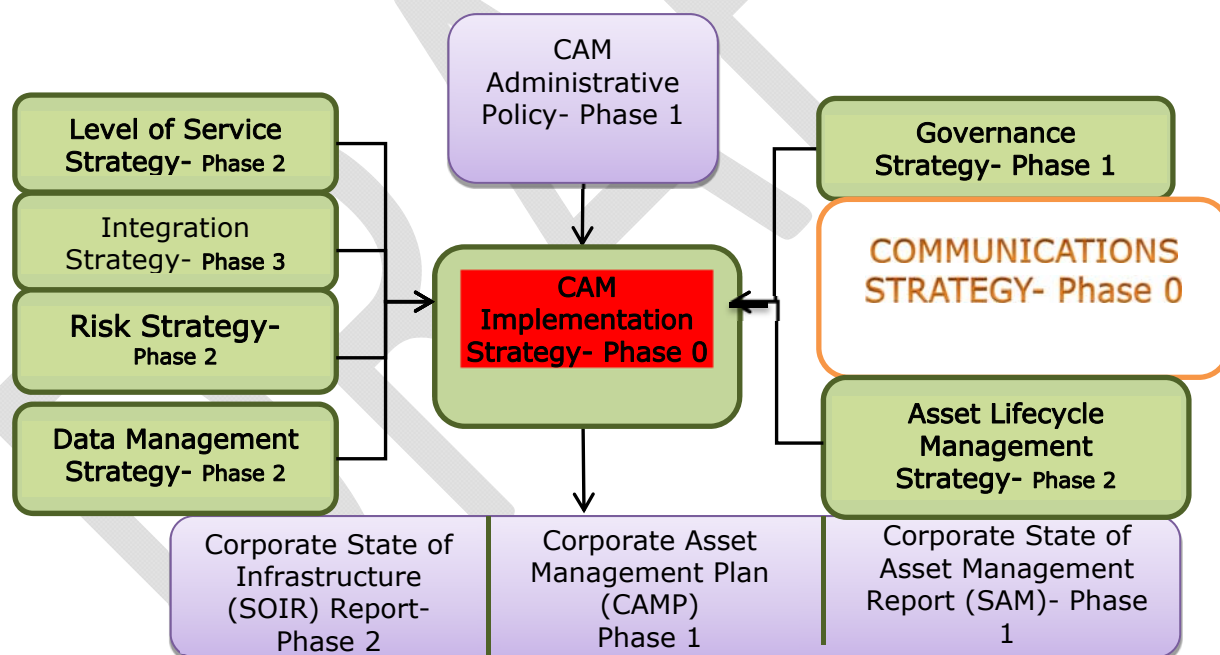 CAM
Administrative
Policy- Phase 1
Level of Service
Strategy- Phase 2
Integration
Strategy- Phase 3
Risk Strategy-
Phase 2
Data Management
Strategy- Phase 2
CAM
Implementation
Strategy- Phase 0
Governance
Strategy- Phase 1
COMMUNICATIONS
STRATEGY- Phase 0
Asset Lifecycle
Management
Strategy- Phase 2
Corporate State of
Infrastructure
(SOIR) Report-
Phase 2
Corporate Asset
Management Plan
(CAMP)
Phase 1
Corporate State of
Asset Management
Report (SAM)- Phase
1